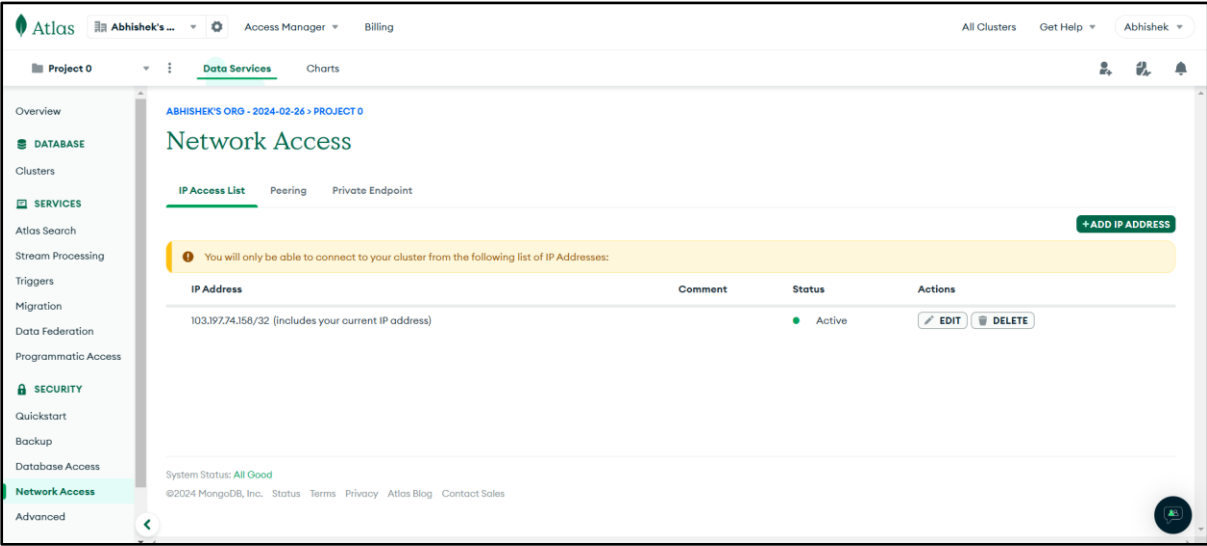 Atlas Abhishek's ... Access Manager Billing All Clusters Get Help Abhishek
Project 0 Data Services Charts
Overview
DATABASE
Clusters
SERVICES
Atlas Search
Stream Processing
Triggers
Migration
Data Federation
Programmatic Access
SECURITY
Quickstart
Backup
Database Access
Network Access
Advanced
ABHISHEK'S ORG - 2024-02-26 > PROJECT 0
Network Access
IP Access List Peering Private Endpoint
+ ADD IP ADDRESS
You will only be able to connect to your cluster from the following list of IP Addresses:
IP Address Comment Status Actions
103.197.74.158/32 (includes your current IP address) Active EDIT DELETE
System Status: All Good
©2024 MongoDB, Inc. Status Terms Privacy Atlas Blog Contact Sales